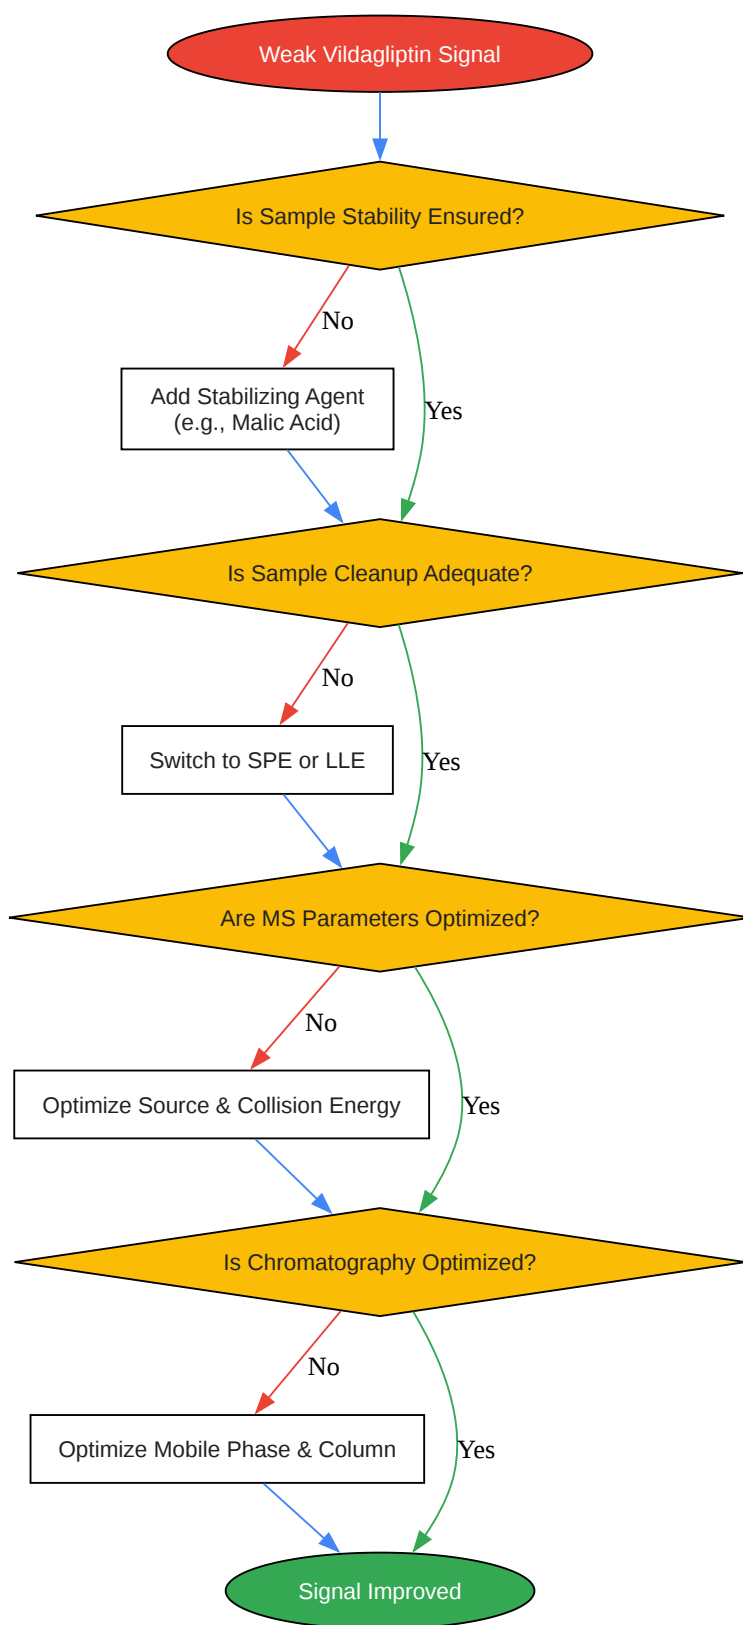 Weak Vildagliptin Signal
Is Sample Stability Ensured?
No
Add Stabilizing Agent
(e.g., Malic Acid)
Yes
Is Sample Cleanup Adequate?
No
Switch to SPE or LLE
Yes
Are MS Parameters Optimized?
No
Optimize Source & Collision Energy
Yes
Is Chromatography Optimized?
No
Optimize Mobile Phase & Column
Yes
Signal Improved